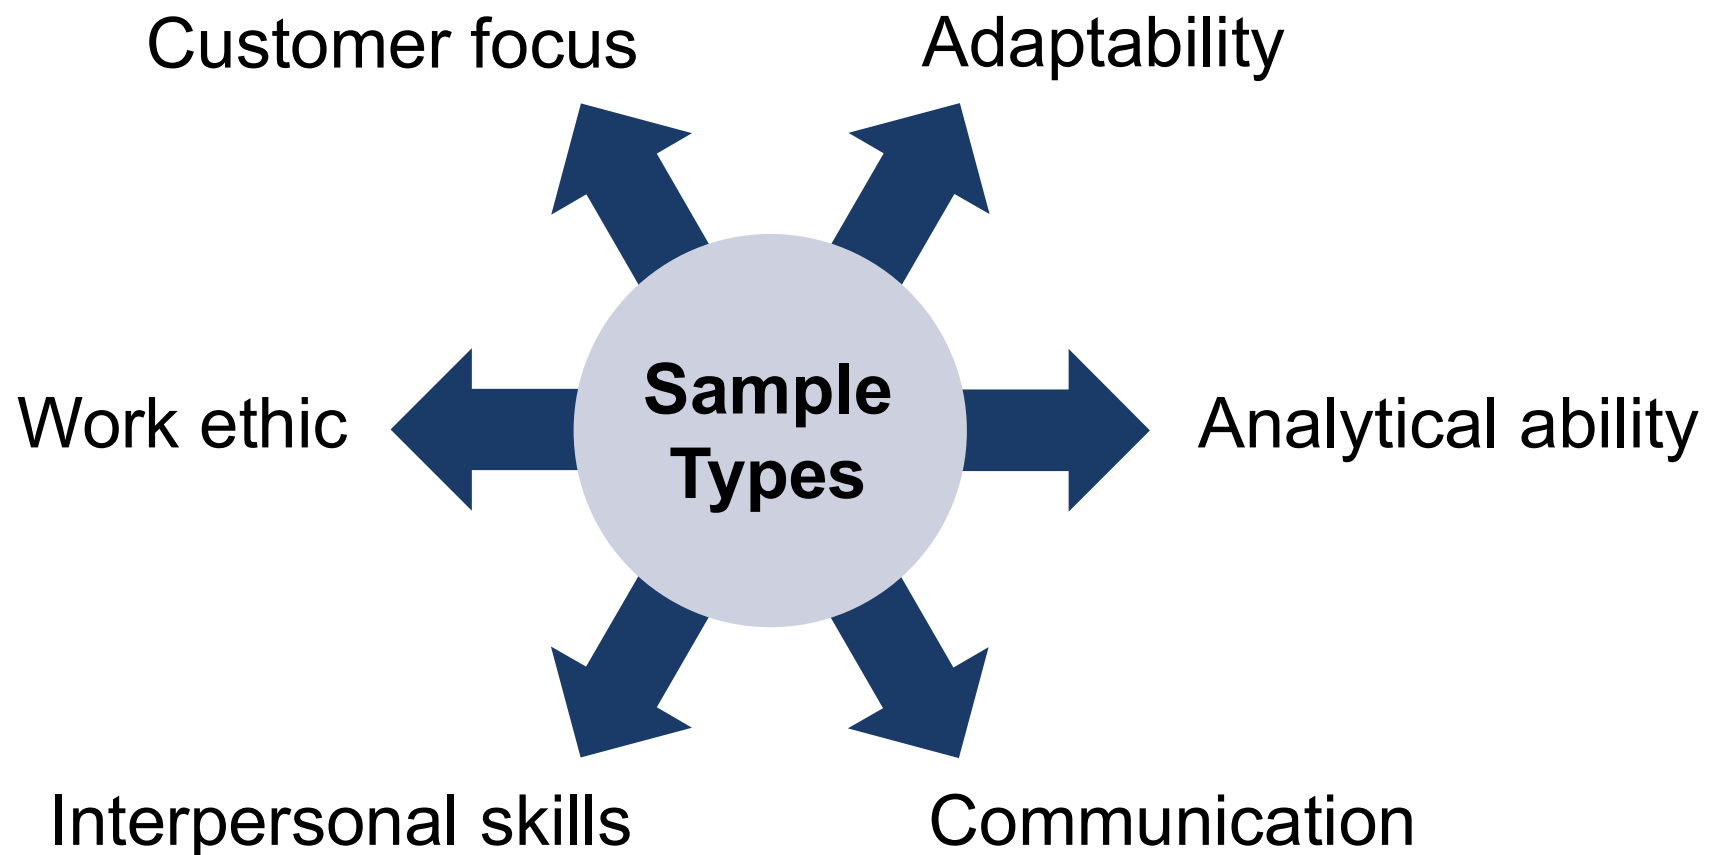 Customer focus
Adaptability
Work ethic
Sample
Types
Analytical ability
Interpersonal skills
Communication